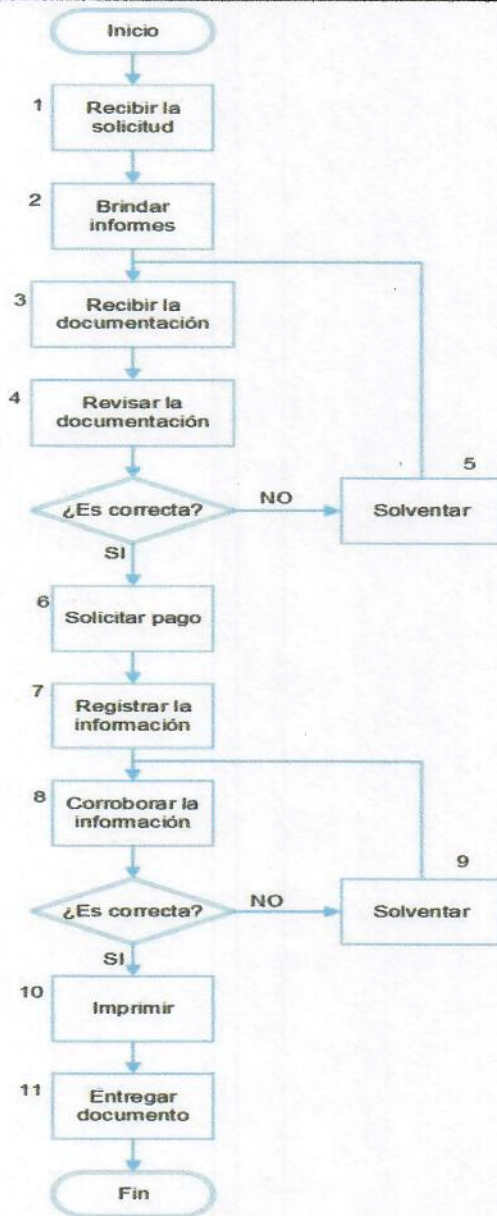 Inicio
1
Recibir la
solicitud
2
Brindar
informes
3
Recibir la
documentación
4
Revisar la
documentación
¿Es correcta?
NO
5
Solventar
SI
6
Solicitar pago
7
Registrar la
información
8
Corroborar la
información
¿Es correcta?
NO
9
Solventar
SI
10
Imprimir
11
Entregar
documento
Fin